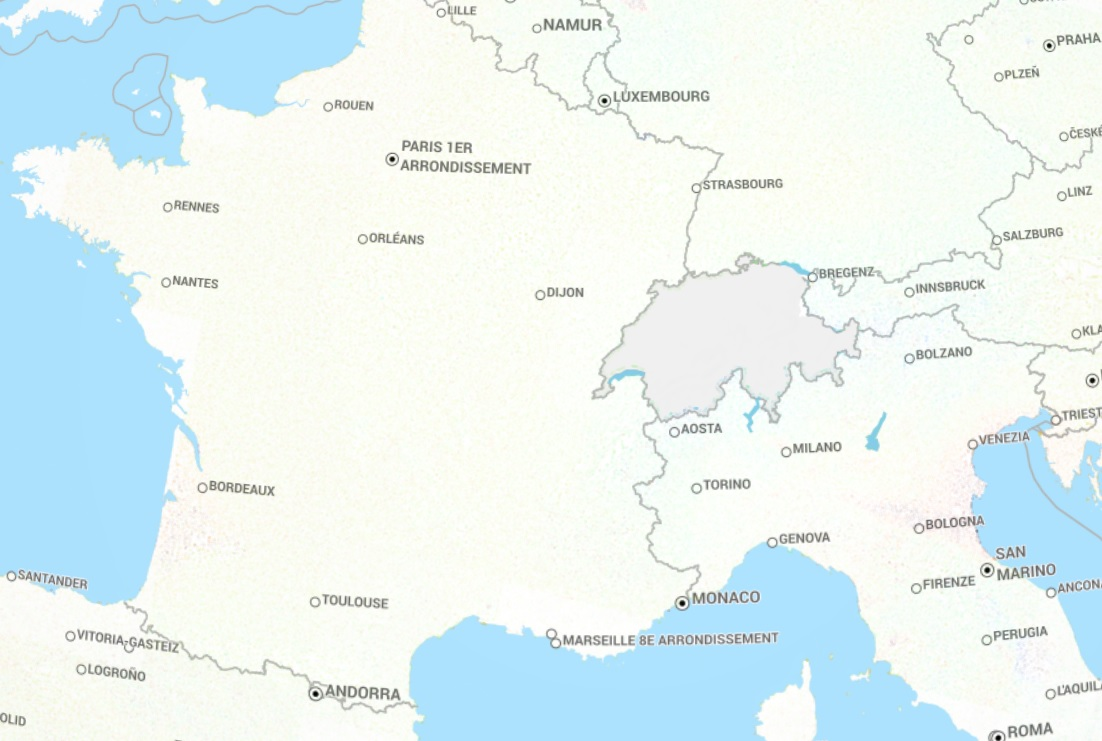 LILLE
NAMUR
PRAHA
PLZEŇ
LUXEMBOURG
ROUEN
PARIS 1ER
ARRONDISSEMENT
STRASBOURG
LINZ
RENNES
ORLÉANS
SALZBURG
NANTES
DIJON
BREGENZ
INNSBRUCK
BOLZANO
AOSTA
MILANO
VENEZIA
TORINO
BORDEAUX
BOLOGNA
GENOVA
SAN
MARINO
SANTANDER
FIRENZE
TOULOUSE
MONACO
VITORIA-GASTEIZ
MARSEILLE 8E ARRONDISSEMENT
PERUGIA
LOGROÑO
ANDORRA
ROMA